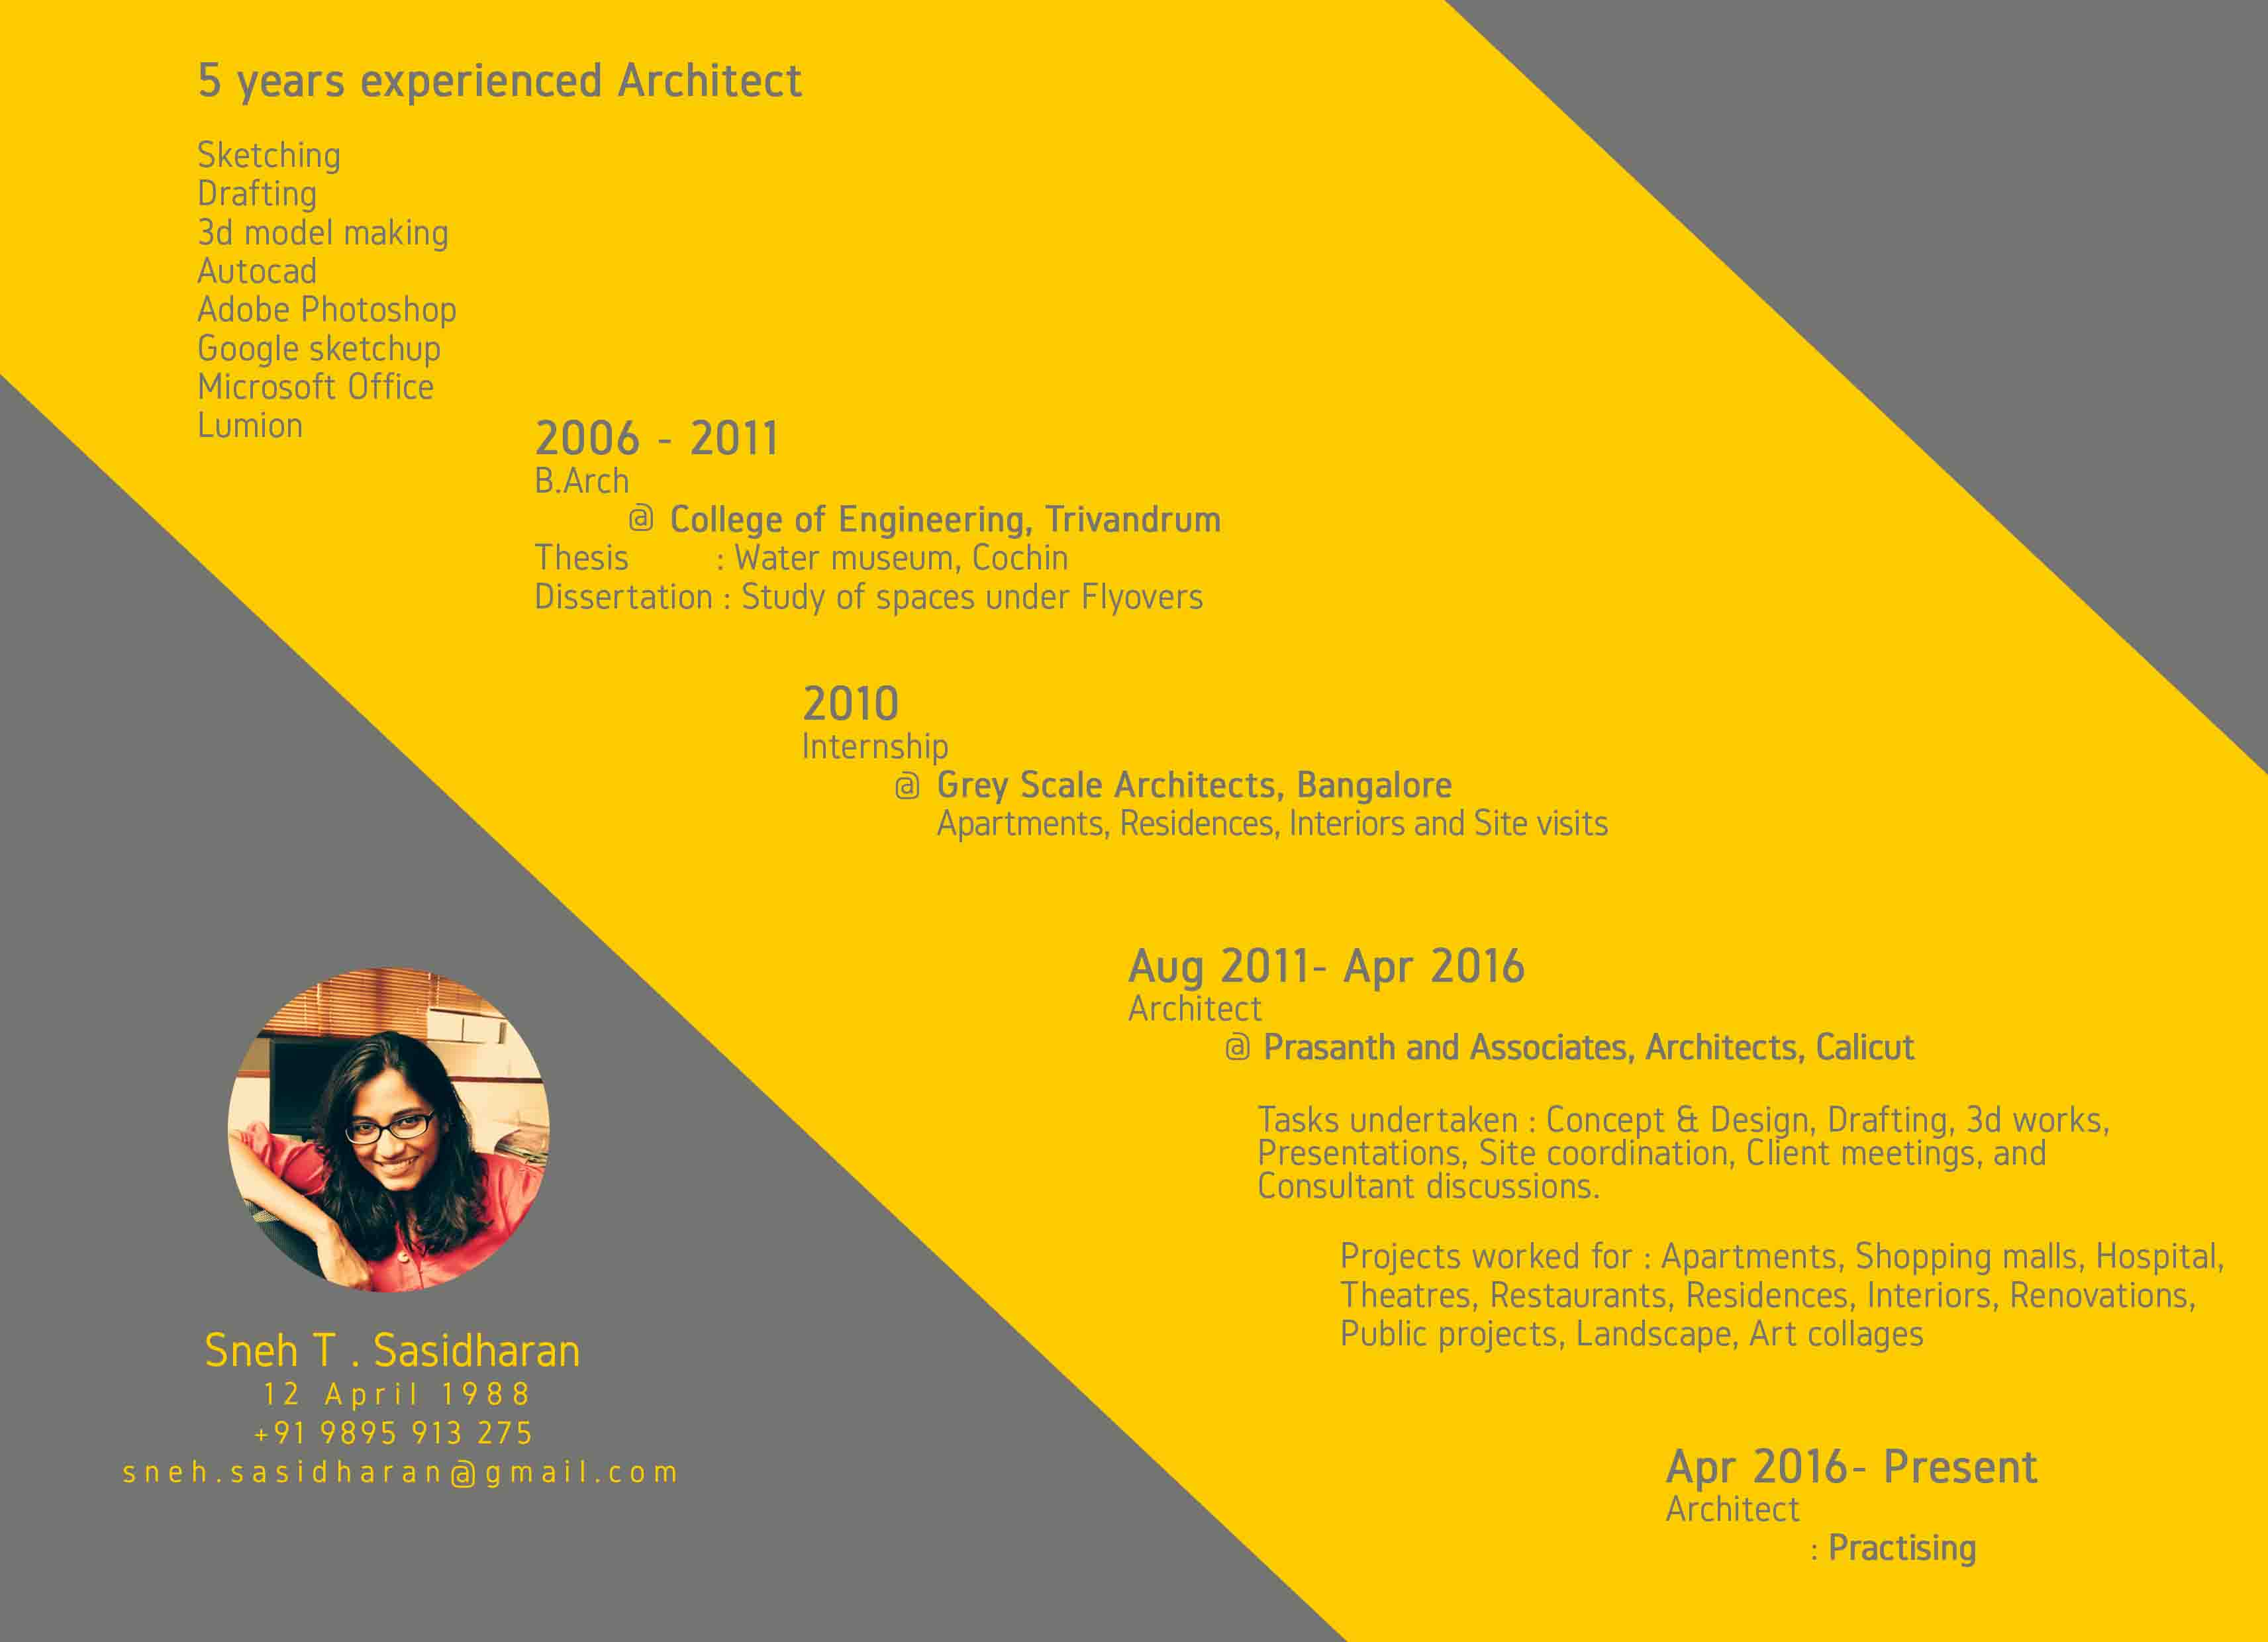 5 years experienced Architect
Sketching
Drafting
3d model making
Autocad
Adobe Photoshop
Google sketchup
Microsoft Office
Lumion
2006 - 2011
B.Arch
@ College of Engineering, Trivandrum
Thesis : Water museum, Cochin
Dissertation : Study of spaces under Flyovers
2010
Internship
@ Grey Scale Architects, Bangalore
Apartments, Residences, Interiors and Site visits
Aug 2011- Apr 2016
Architect
@ Prasanth and Associates, Architects, Calicut
Tasks undertaken : Concept & Design, Drafting, 3d works,
Presentations, Site coordination, Client meetings, and
Consultant discussions.
Projects worked for : Apartments, Shopping malls, Hospital,
Theatres, Restaurants, Residences, Interiors, Renovations,
Public projects, Landscape, Art collages
Apr 2016- Present
Architect
: Practising
Sneh T . Sasidharan
12 April 1988
+91 9895 913 275
sneh.sasidharan@gmail.com